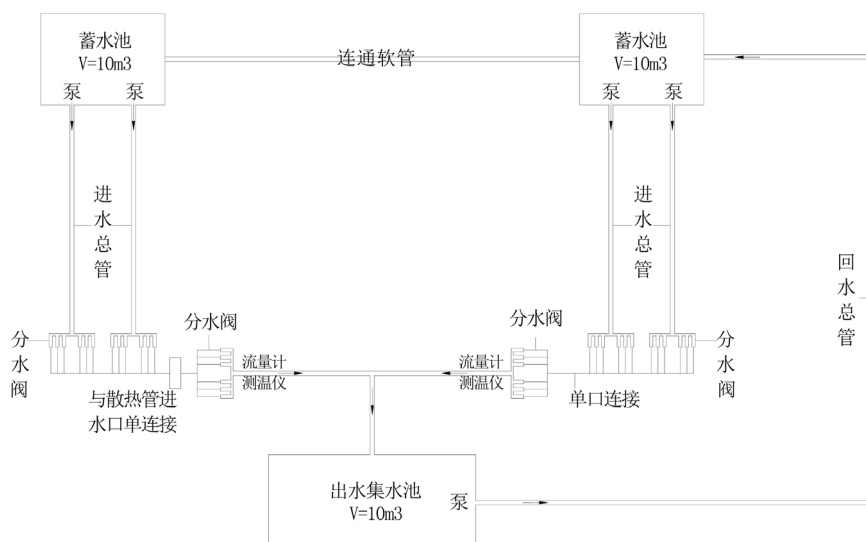 蓄水池
V=10m3
泵 泵
连通软管
蓄水池
V=10m3
泵 泵
进水总管
进水总管
回水总管
分水阀
分水阀
流量计
测温仪
与散热管进
水口单连接
分水阀
流量计
测温仪
单口连接
分水阀
出水集水池
V=10m3
泵